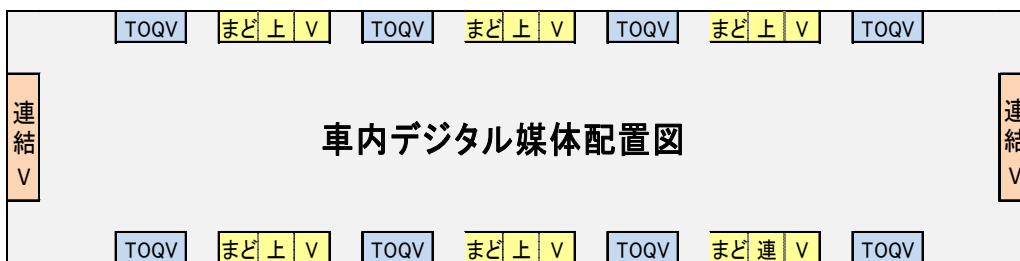 TOQV まど 上 V TOQV まど 上 V TOQV まど 上 V TOQV
連結V
車内デジタル媒体配置図
連結V
TOQV まど 上 V TOQV まど 上 V TOQV まど 連 V TOQV